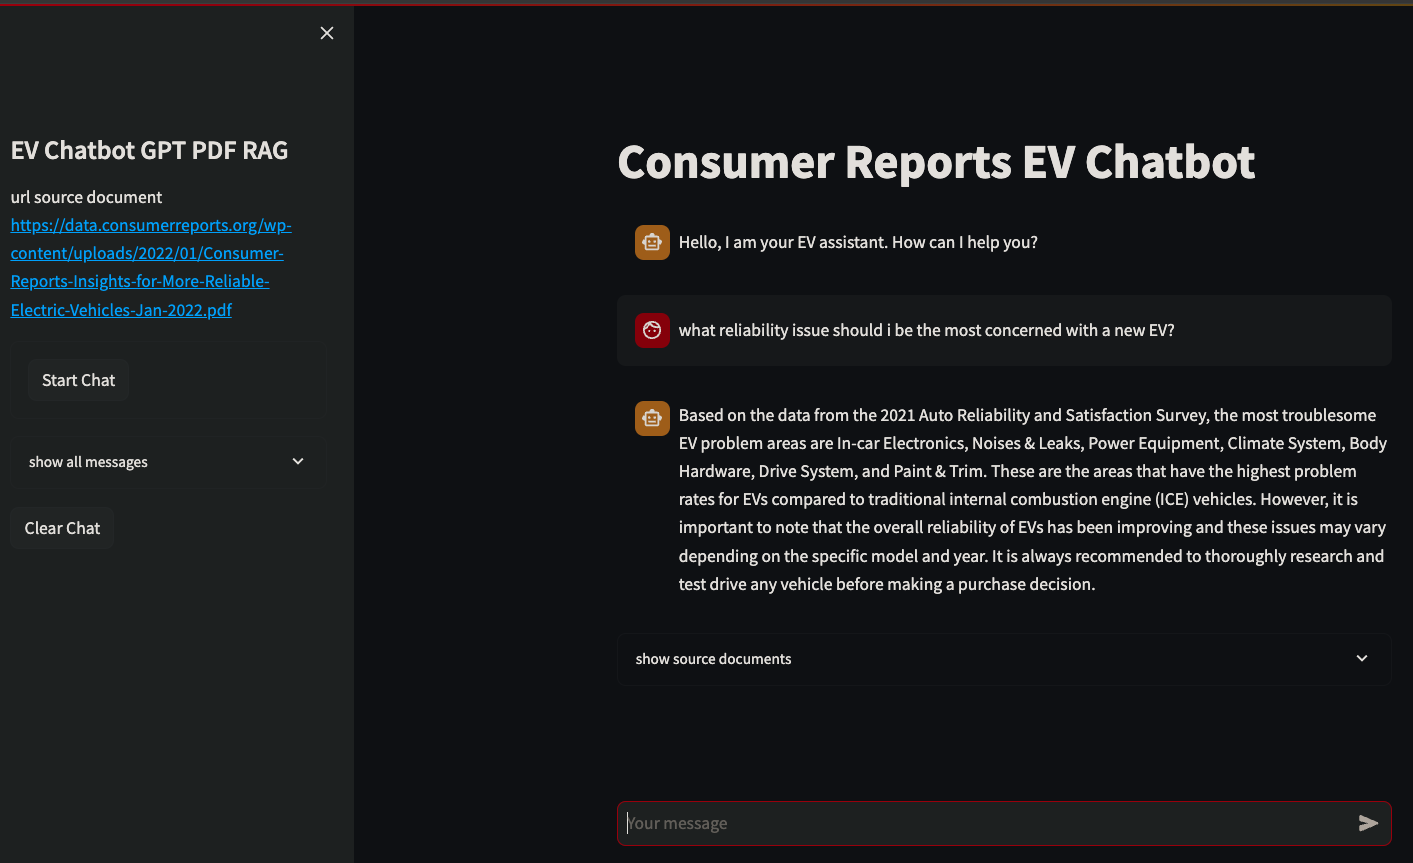 EV Chatbot GPT PDF RAG
url source document
https://data.consumerreports.org/wp-
content/uploads/2022/01/Consumer-
Reports-Insights-for-More-Reliable-
Electric-Vehicles-Jan-2022.pdf
Start Chat
show all messages
Clear Chat
Consumer Reports EV Chatbot
Hello, I am your EV assistant. How can I help you?
what reliability issue should i be the most concerned with a new EV?
Based on the data from the 2021 Auto Reliability and Satisfaction Survey, the most troublesome
EV problem areas are In-car Electronics, Noises & Leaks, Power Equipment, Climate System, Body
Hardware, Drive System, and Paint & Trim. These are the areas that have the highest problem
rates for EVs compared to traditional internal combustion engine (ICE) vehicles. However, it is
important to note that the overall reliability of EVs has been improving and these issues may vary
depending on the specific model and year. It is always recommended to thoroughly research and
test drive any vehicle before making a purchase decision.
show source documents
Your message